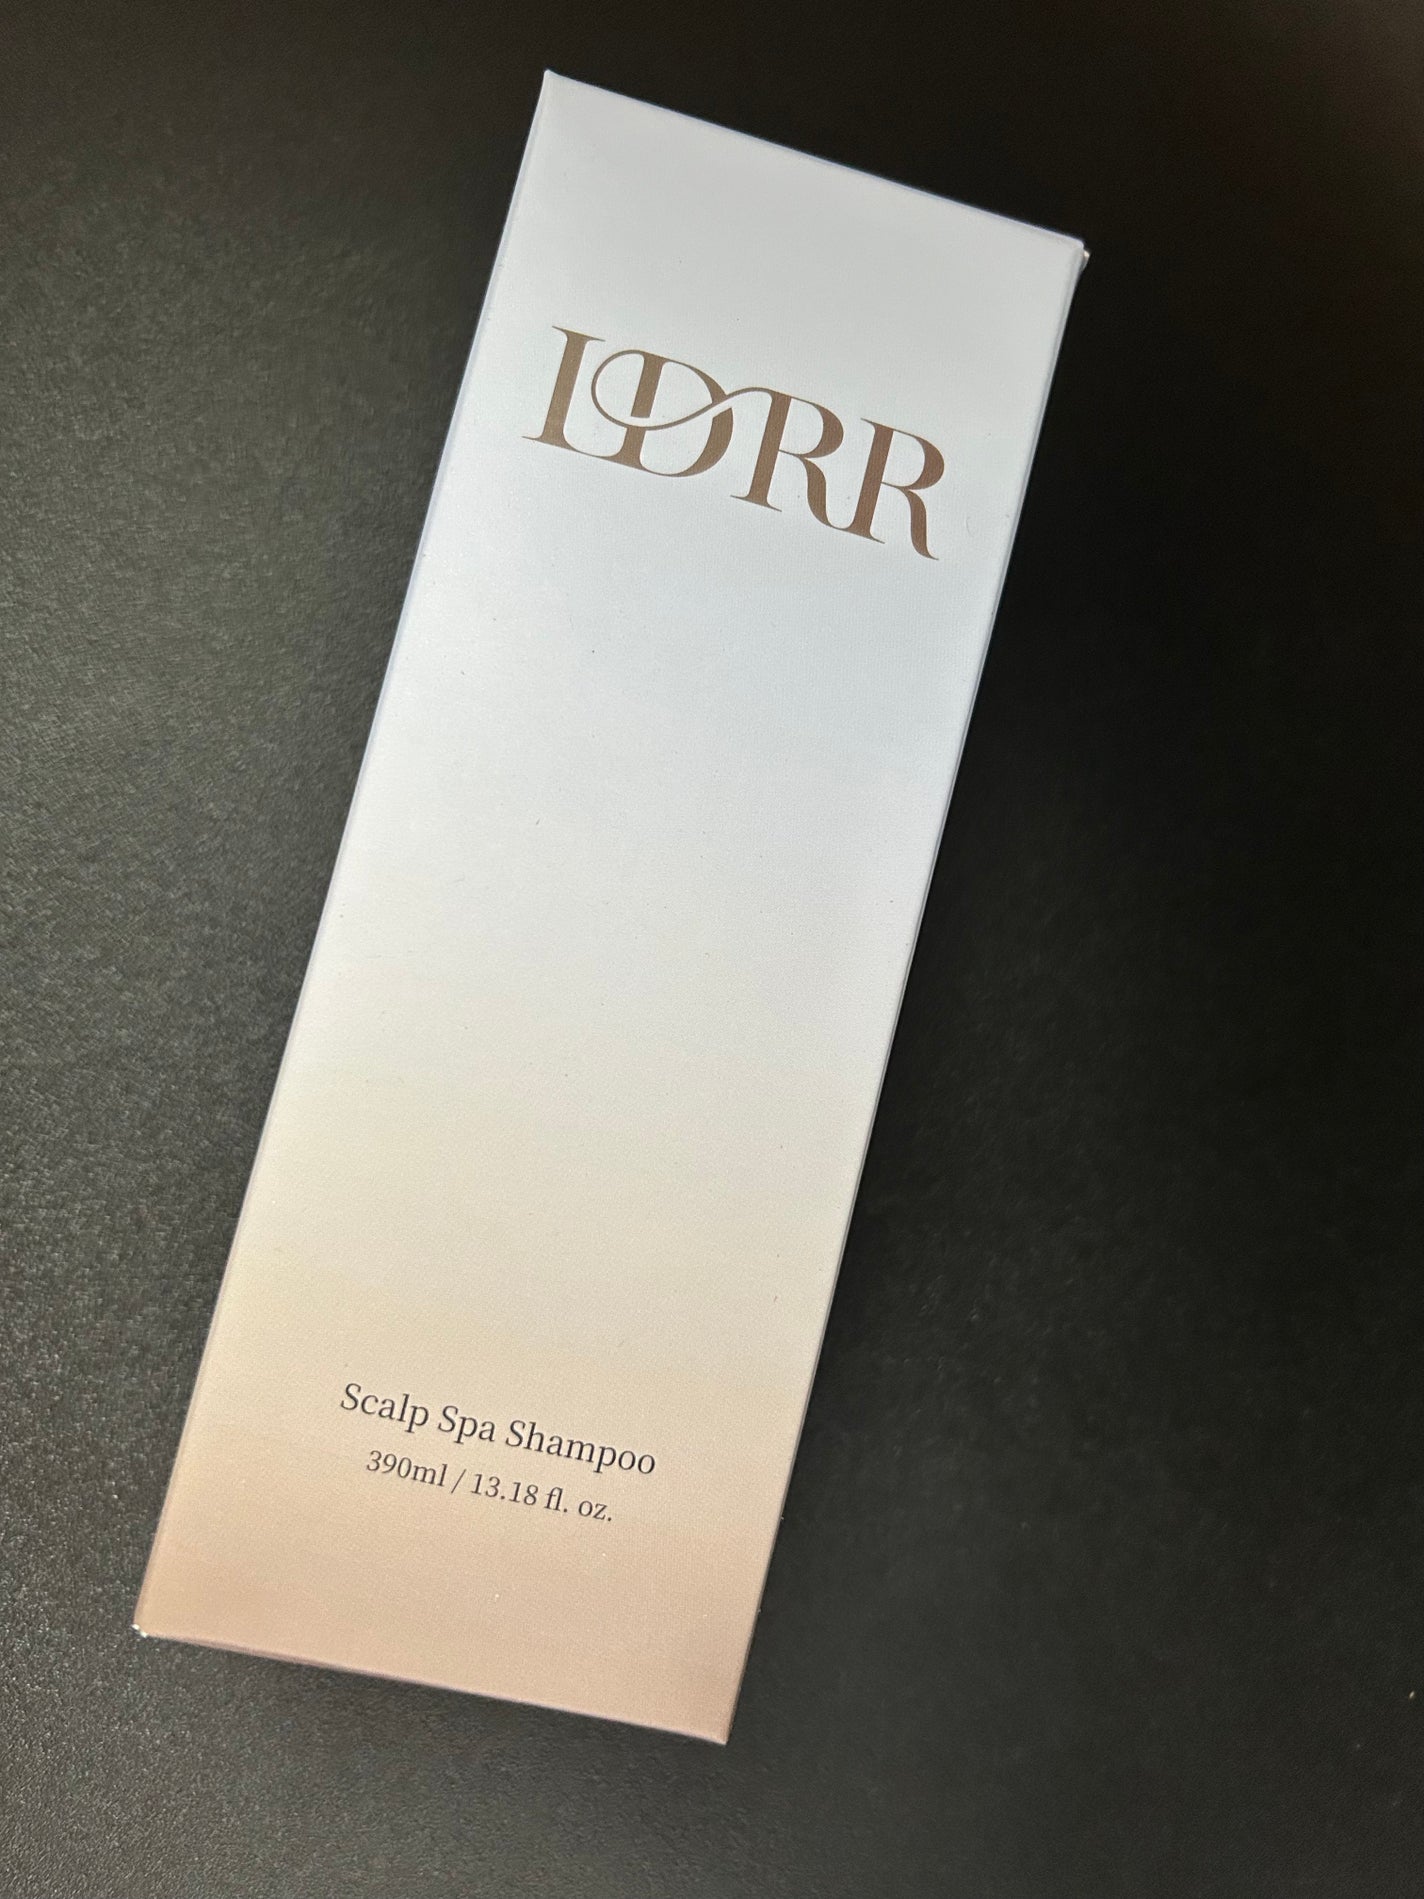 LDRR
Scalp Spa Shampoo
390ml / 13.18 fl. oz.